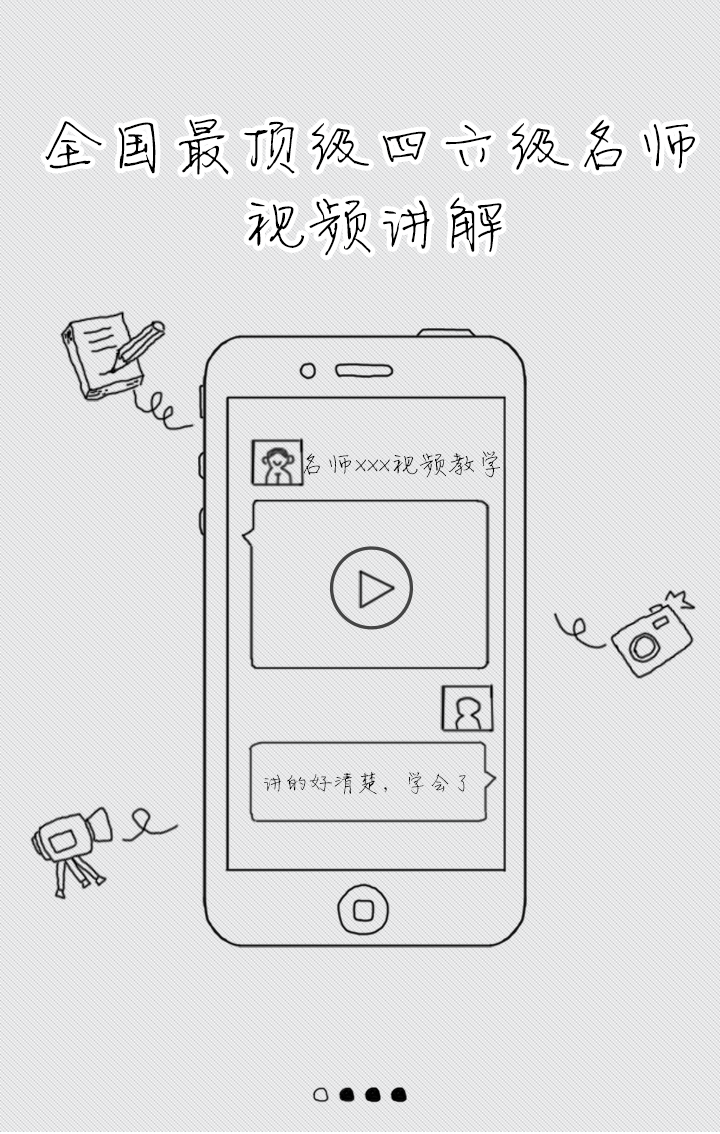 全国最顶级四六级名师
视频讲解
名师xxx视频教学
讲的好清楚，学会了